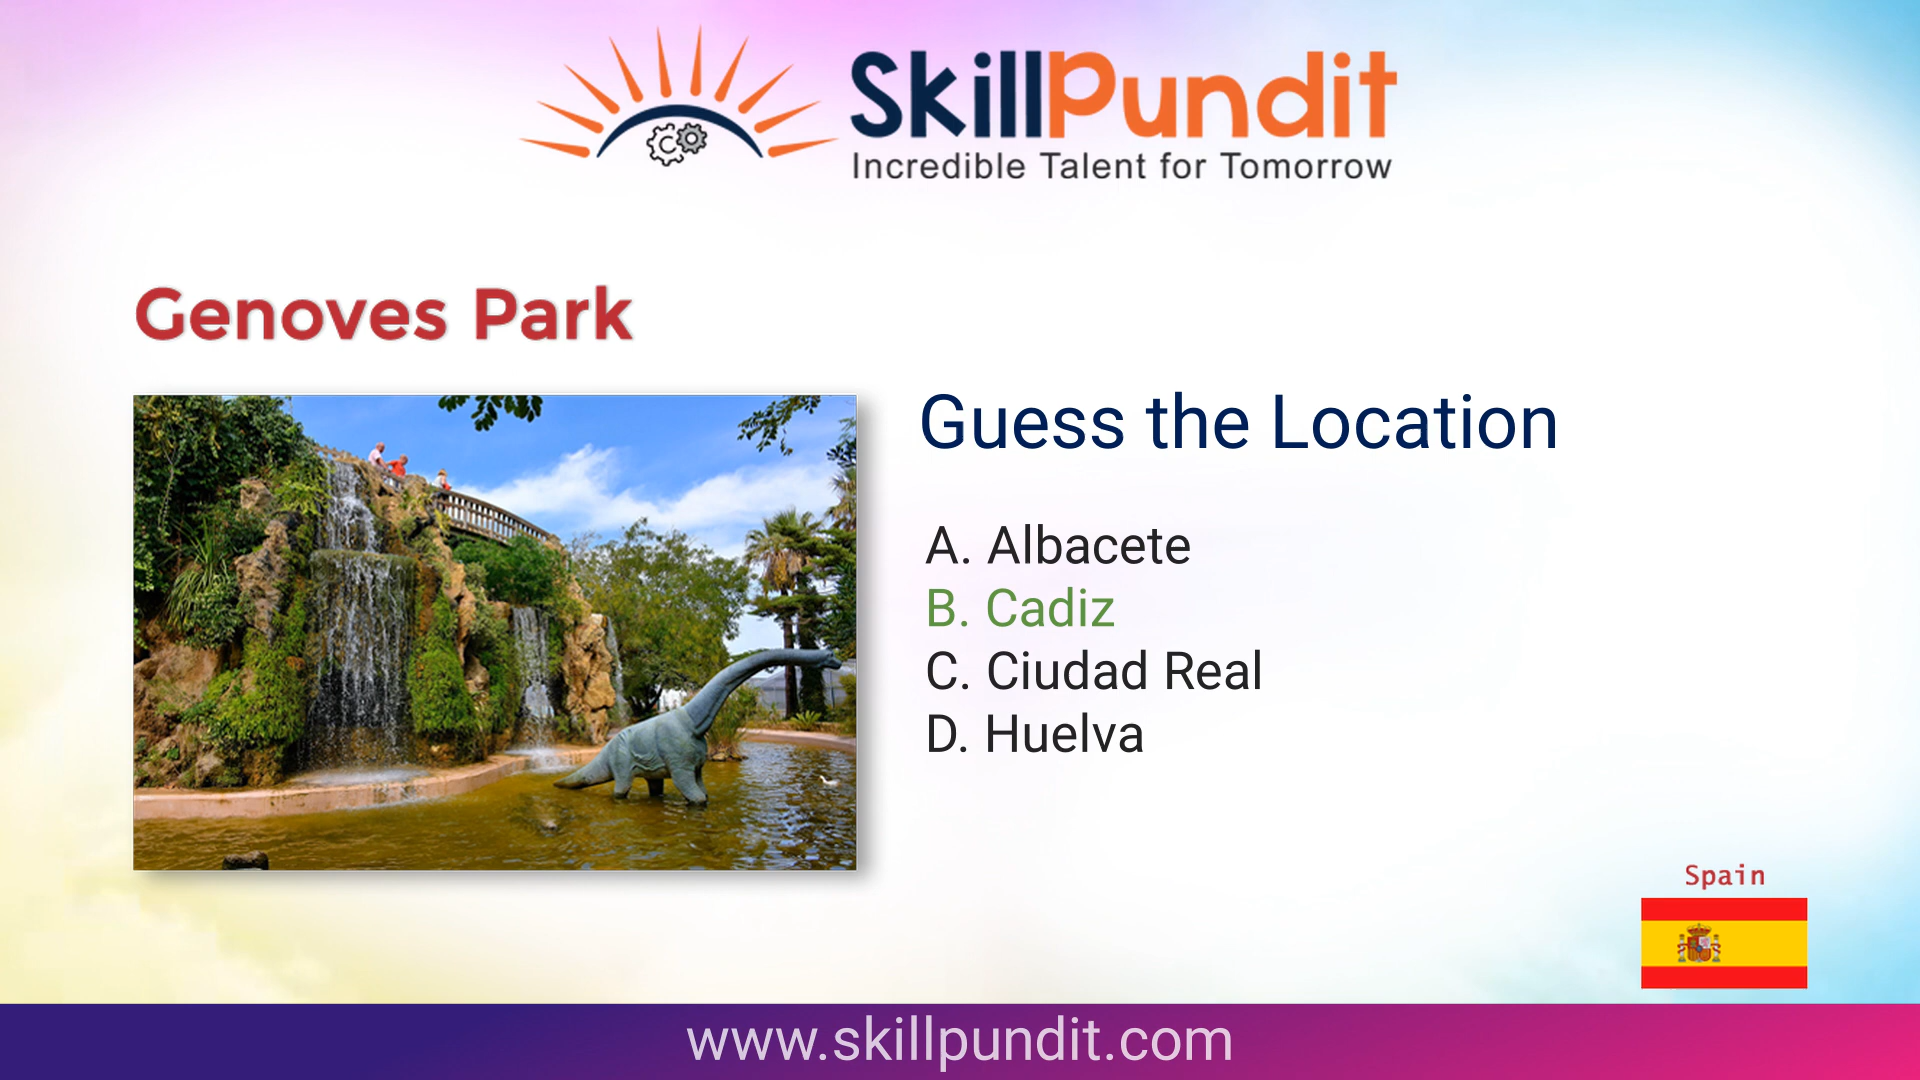 SkillPundit
Incredible Talent for Tomorrow
Genoves Park
Guess the Location
A. Albacete
B. Cadiz
C. Ciudad Real
D. Huelva
Spain
www.skillpundit.com